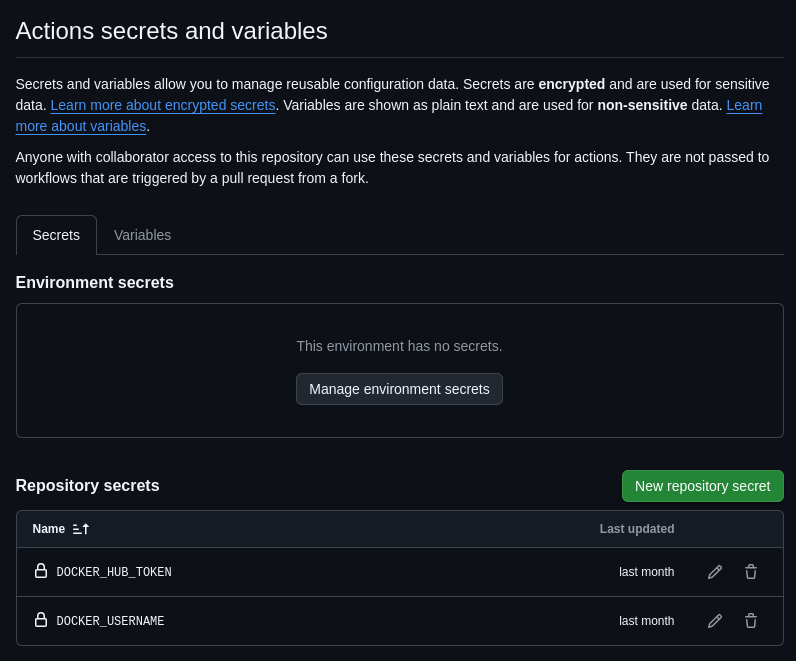 Actions secrets and variables
Secrets and variables allow you to manage reusable configuration data. Secrets are encrypted and are used for sensitive
data. Learn more about encrypted secrets. Variables are shown as plain text and are used for non-sensitive data. Learn
more about variables.
Anyone with collaborator access to this repository can use these secrets and variables for actions. They are not passed to
workflows that are triggered by a pull request from a fork.
Secrets Variables
Environment secrets
This environment has no secrets.
Manage environment secrets
Repository secrets New repository secret
Name Last updated
DOCKER_HUB_TOKEN last month
DOCKER_USERNAME last month